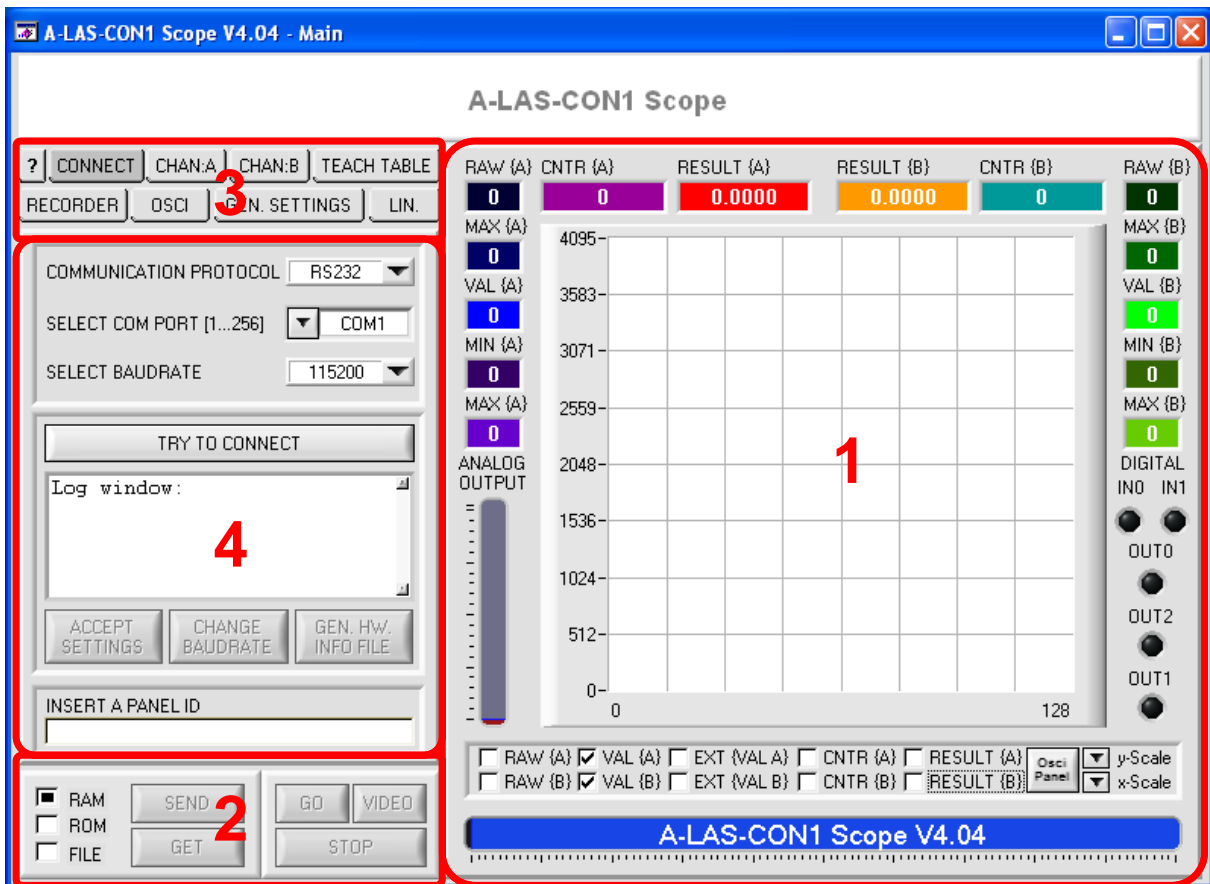 A-LAS-CON1 Scope V4.04 - Main
A-LAS-CON1 Scope
? CONNECT CHAN:A CHAN:B TEACH TABLE
RECORDER OSCI GEN. SETTINGS LIN.
3
COMMUNICATION PROTOCOL RS232
SELECT COM PORT [1...256] COM1
SELECT BAUDRATE 115200
TRY TO CONNECT
Log window:
4
ACCEPT SETTINGS
CHANGE BAUDRATE
GEN. HW. INFO FILE
INSERT A PANEL ID
RAM
ROM
FILE
SEND
GET
2
GO VIDEO
STOP
RAW {A} CNTR {A} RESULT {A} RESULT {B} CNTR {B} RAW {B}
0 0 0.0000 0.0000 0 0
MAX {A}
0
VAL {A}
0
MIN {A}
0
MAX {A}
0
ANALOG
OUTPUT
4095
3583
3071
2559
2048
1536
1024
512
0
0 128
1
MAX {B}
0
VAL {B}
0
MIN {B}
0
MAX {B}
0
DIGITAL
IN0 IN1
OUT0
OUT2
OUT1
RAW {A} VAL {A} EXT {VAL A} CNTR {A} RESULT {A}
RAW {B} VAL {B} EXT {VAL B} CNTR {B} RESULT {B}
Osci
Panel
y-Scale
x-Scale
A-LAS-CON1 Scope V4.04